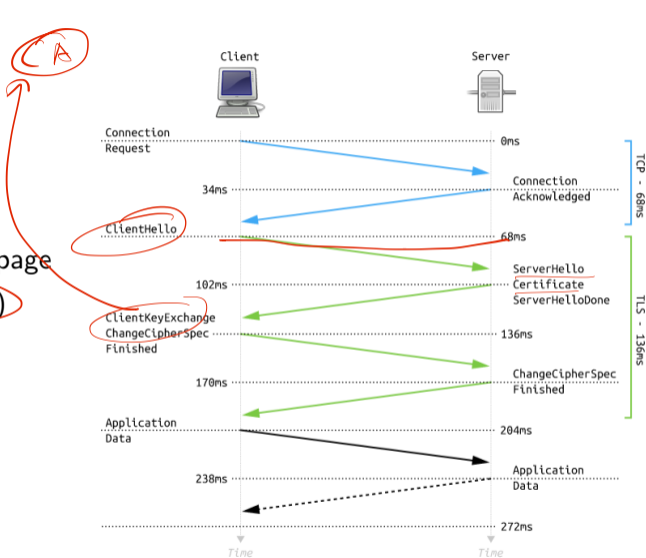 CA
Client
Server
Connection
Request
0ms
34ms
Connection
Acknowledged
TCP - 68ms
ClientHello
68ms
page
)
ServerHello
102ms
Certificate
ServerHelloDone
ClientKeyExchange
ChangeCipherSpec
Finished
136ms
TLS - 136ms
170ms
ChangeCipherSpec
Finished
Application
Data
204ms
238ms
Application
Data
272ms
Time
Time